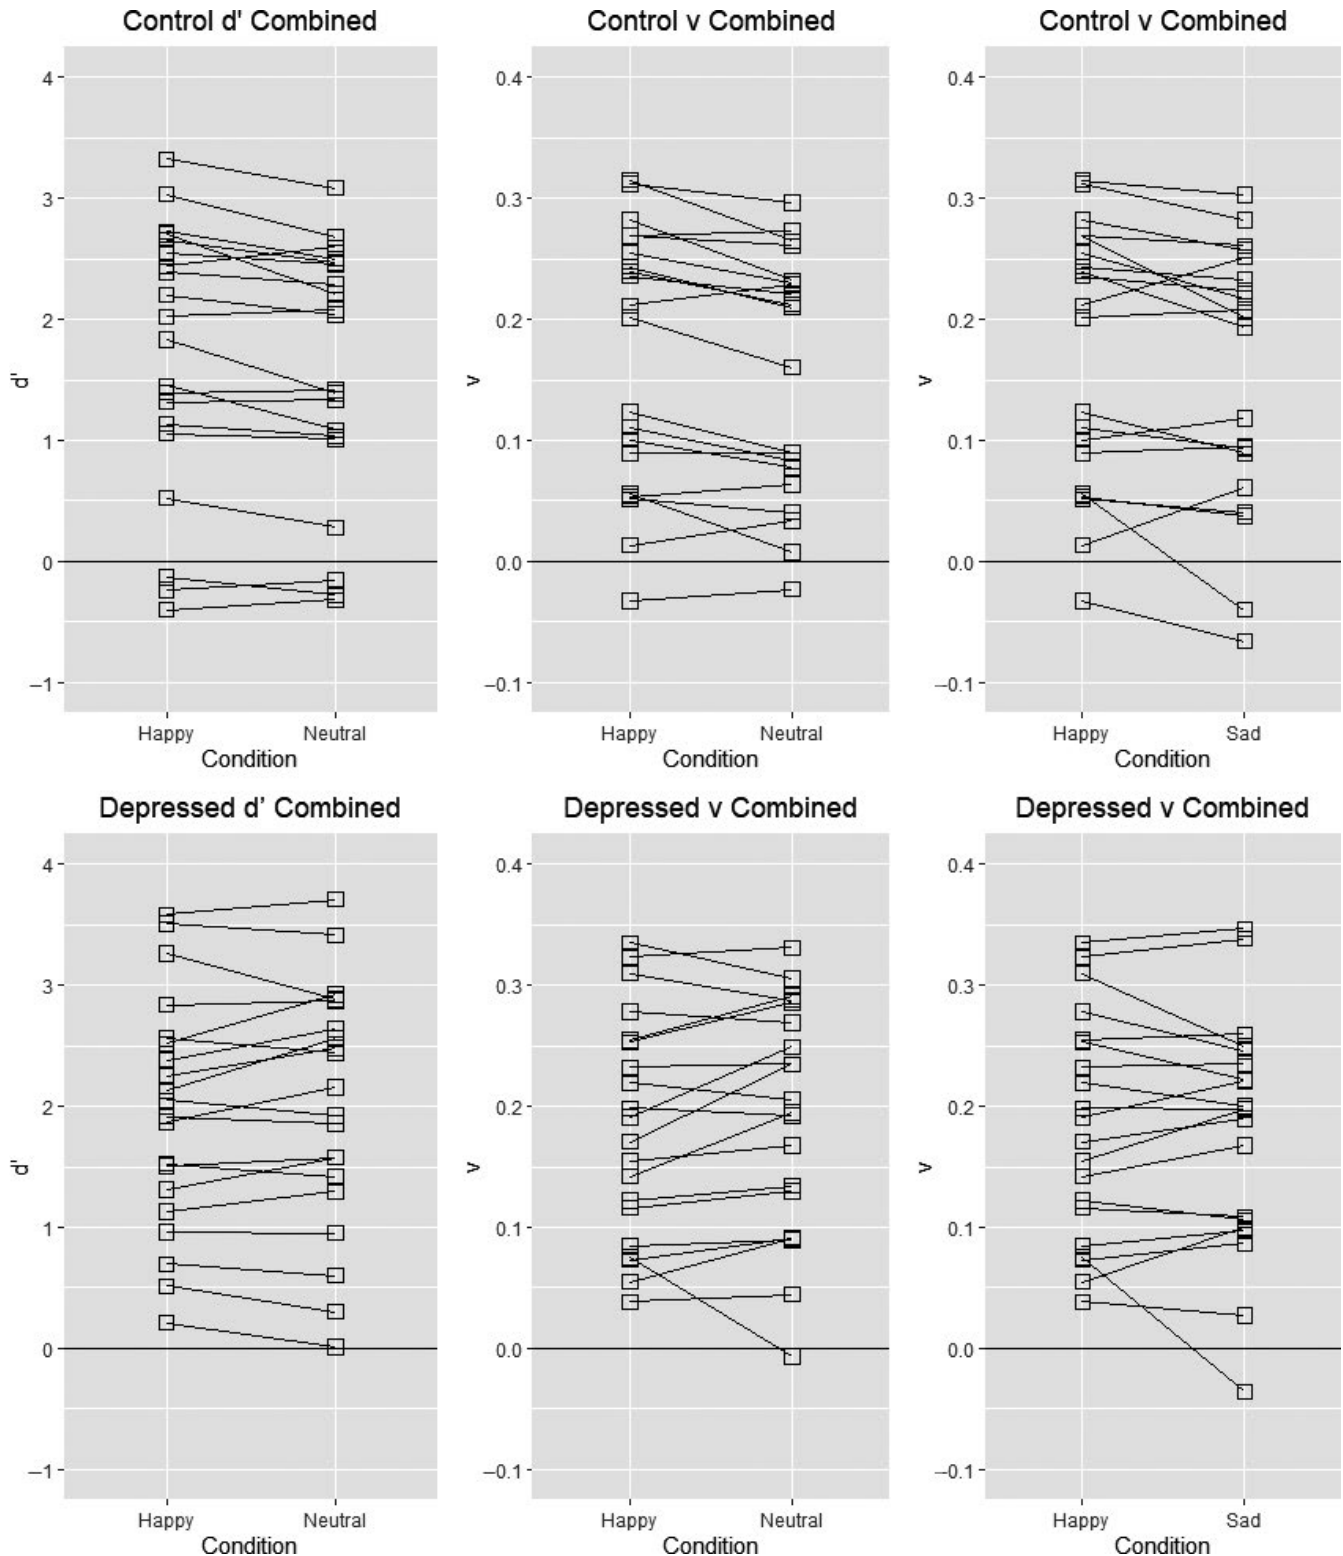 Control d' Combined
4
3
2
1
0
–1
d'
Happy
Neutral
Condition
Control v Combined
0.4
0.3
0.2
0.1
0.0
–0.1
v
Happy
Neutral
Condition
Control v Combined
0.4
0.3
0.2
0.1
0.0
–0.1
v
Happy
Sad
Condition
Depressed d’ Combined
4
3
2
1
0
–1
d'
Happy
Neutral
Condition
Depressed v Combined
0.4
0.3
0.2
0.1
0.0
–0.1
v
Happy
Neutral
Condition
Depressed v Combined
0.4
0.3
0.2
0.1
0.0
–0.1
v
Happy
Sad
Condition